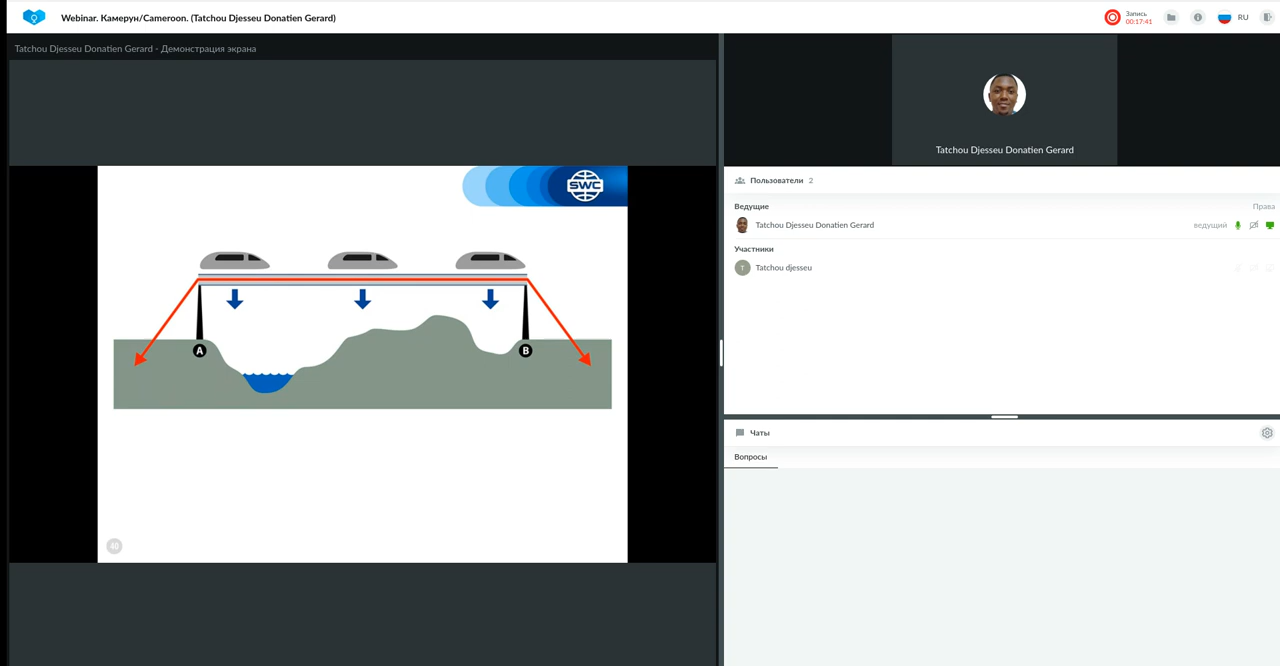 Webinar. Камерун/Cameroon. (Tatchou Djesseu Donatien Gerard)
Запись
00:17:41
RU
Tatchou Djesseu Donatien Gerard - Демонстрация экрана
SWC
A
B
40
Tatchou Djesseu Donatien Gerard
Пользователи 2
Ведущие Права
Tatchou Djesseu Donatien Gerard ведущий
Участники
T Tatchou djesseu
Чаты
Вопросы